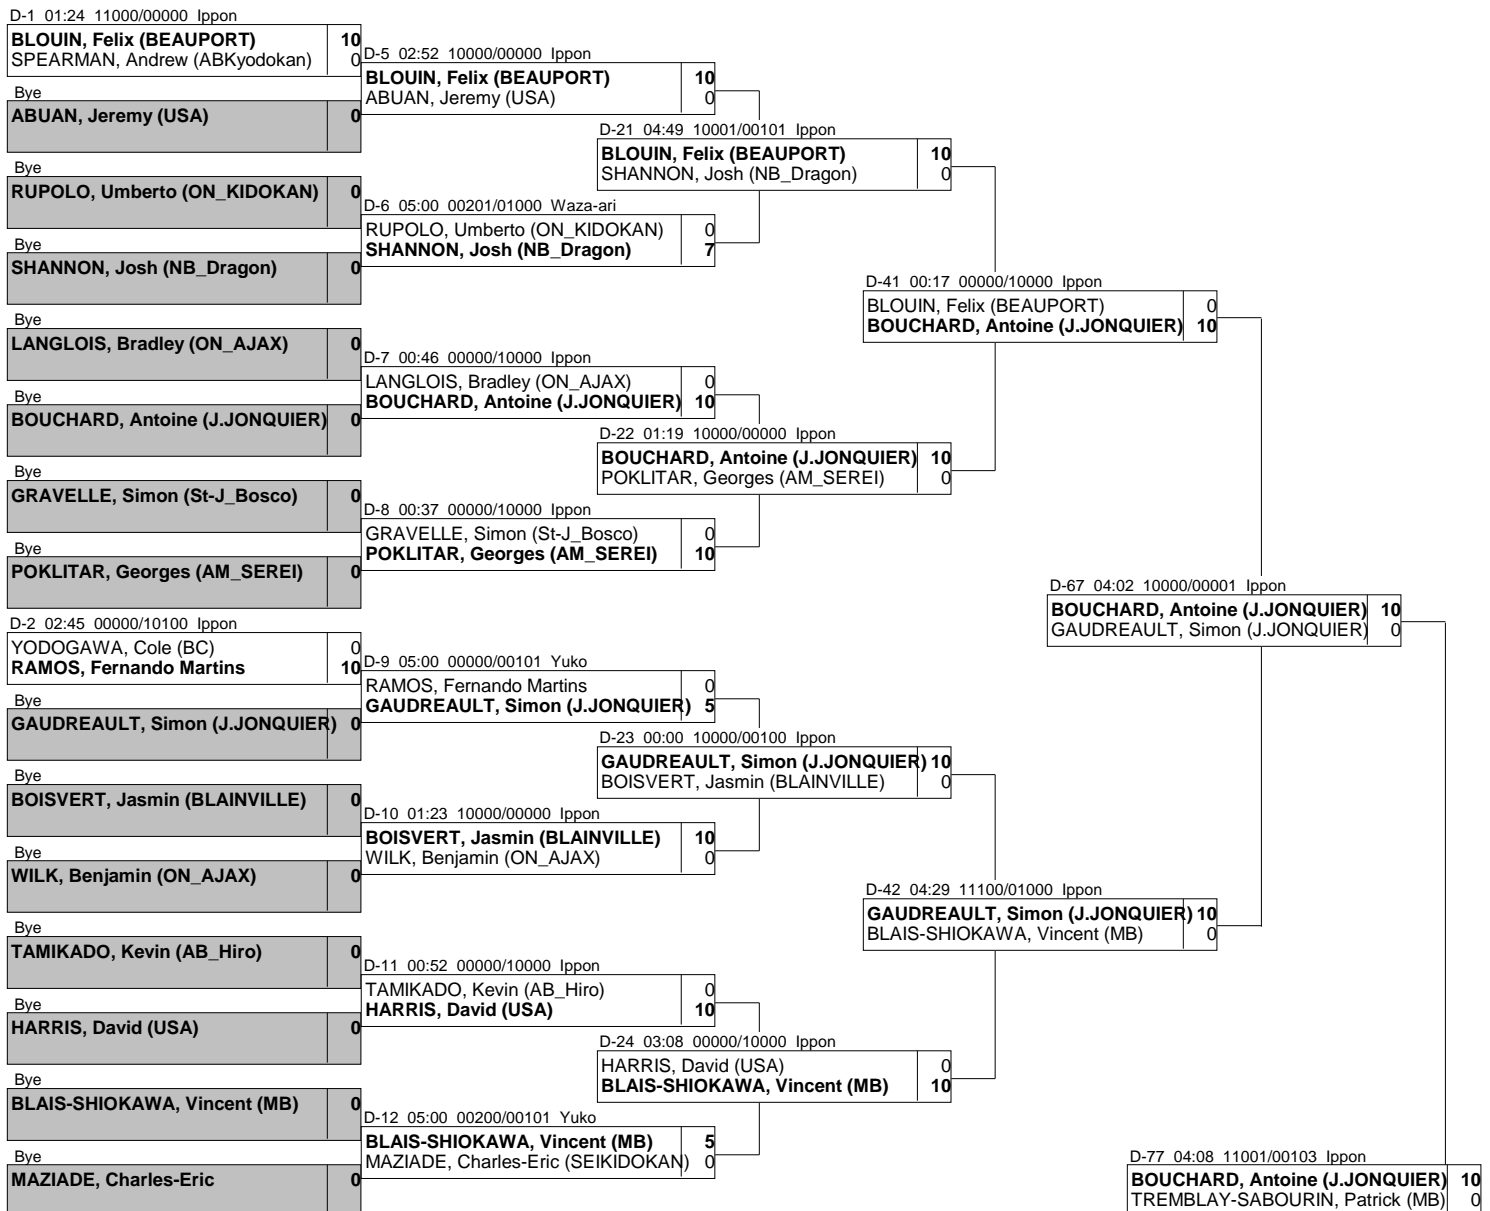 D-1 01:24 11000/00000 Ippon
BLOUIN, Felix (BEAUPORT) 10
SPEARMAN, Andrew (ABKyodokan) 0
Bye
ABUAN, Jeremy (USA) 0
Bye
RUPOLO, Umberto (ON_KIDOKAN) 0
Bye
SHANNON, Josh (NB_Dragon) 0
Bye
LANGLOIS, Bradley (ON_AJAX) 0
Bye
BOUCHARD, Antoine (J.JONQUIER) 0
Bye
GRAVELLE, Simon (St-J_Bosco) 0
Bye
POKLITAR, Georges (AM_SEREI) 0
D-2 02:45 00000/10100 Ippon
YODOGAWA, Cole (BC) 0
RAMOS, Fernando Martins 10
Bye
GAUDREAULT, Simon (J.JONQUIER) 0
Bye
BOISVERT, Jasmin (BLAINVILLE) 0
Bye
WILK, Benjamin (ON_AJAX) 0
Bye
TAMIKADO, Kevin (AB_Hiro) 0
Bye
HARRIS, David (USA) 0
Bye
BLAIS-SHIOKAWA, Vincent (MB) 0
Bye
MAZIADE, Charles-Eric 0
D-5 02:52 10000/00000 Ippon
BLOUIN, Felix (BEAUPORT) 10
ABUAN, Jeremy (USA) 0
D-6 05:00 00201/01000 Waza-ari
RUPOLO, Umberto (ON_KIDOKAN) 0
SHANNON, Josh (NB_Dragon) 7
D-7 00:46 00000/10000 Ippon
LANGLOIS, Bradley (ON_AJAX) 0
BOUCHARD, Antoine (J.JONQUIER) 10
D-8 00:37 00000/10000 Ippon
GRAVELLE, Simon (St-J_Bosco) 0
POKLITAR, Georges (AM_SEREI) 10
D-9 05:00 00000/00101 Yuko
RAMOS, Fernando Martins 0
GAUDREAULT, Simon (J.JONQUIER) 5
D-10 01:23 10000/00000 Ippon
BOISVERT, Jasmin (BLAINVILLE) 10
WILK, Benjamin (ON_AJAX) 0
D-11 00:52 00000/10000 Ippon
TAMIKADO, Kevin (AB_Hiro) 0
HARRIS, David (USA) 10
D-12 05:00 00200/00101 Yuko
BLAIS-SHIOKAWA, Vincent (MB) 5
MAZIADE, Charles-Eric (SEIKIDOKAN) 0
D-21 04:49 10001/00101 Ippon
BLOUIN, Felix (BEAUPORT) 10
SHANNON, Josh (NB_Dragon) 0
D-22 01:19 10000/00000 Ippon
BOUCHARD, Antoine (J.JONQUIER) 10
POKLITAR, Georges (AM_SEREI) 0
D-23 00:00 10000/00100 Ippon
GAUDREAULT, Simon (J.JONQUIER) 10
BOISVERT, Jasmin (BLAINVILLE) 0
D-24 03:08 00000/10000 Ippon
HARRIS, David (USA) 0
BLAIS-SHIOKAWA, Vincent (MB) 10
D-41 00:17 00000/10000 Ippon
BLOUIN, Felix (BEAUPORT) 0
BOUCHARD, Antoine (J.JONQUIER) 10
D-42 04:29 11100/01000 Ippon
GAUDREAULT, Simon (J.JONQUIER) 10
BLAIS-SHIOKAWA, Vincent (MB) 0
D-67 04:02 10000/00001 Ippon
BOUCHARD, Antoine (J.JONQUIER) 10
GAUDREAULT, Simon (J.JONQUIER) 0
D-77 04:08 11001/00103 Ippon
BOUCHARD, Antoine (J.JONQUIER) 10
TREMBLAY-SABOURIN, Patrick (MB) 0